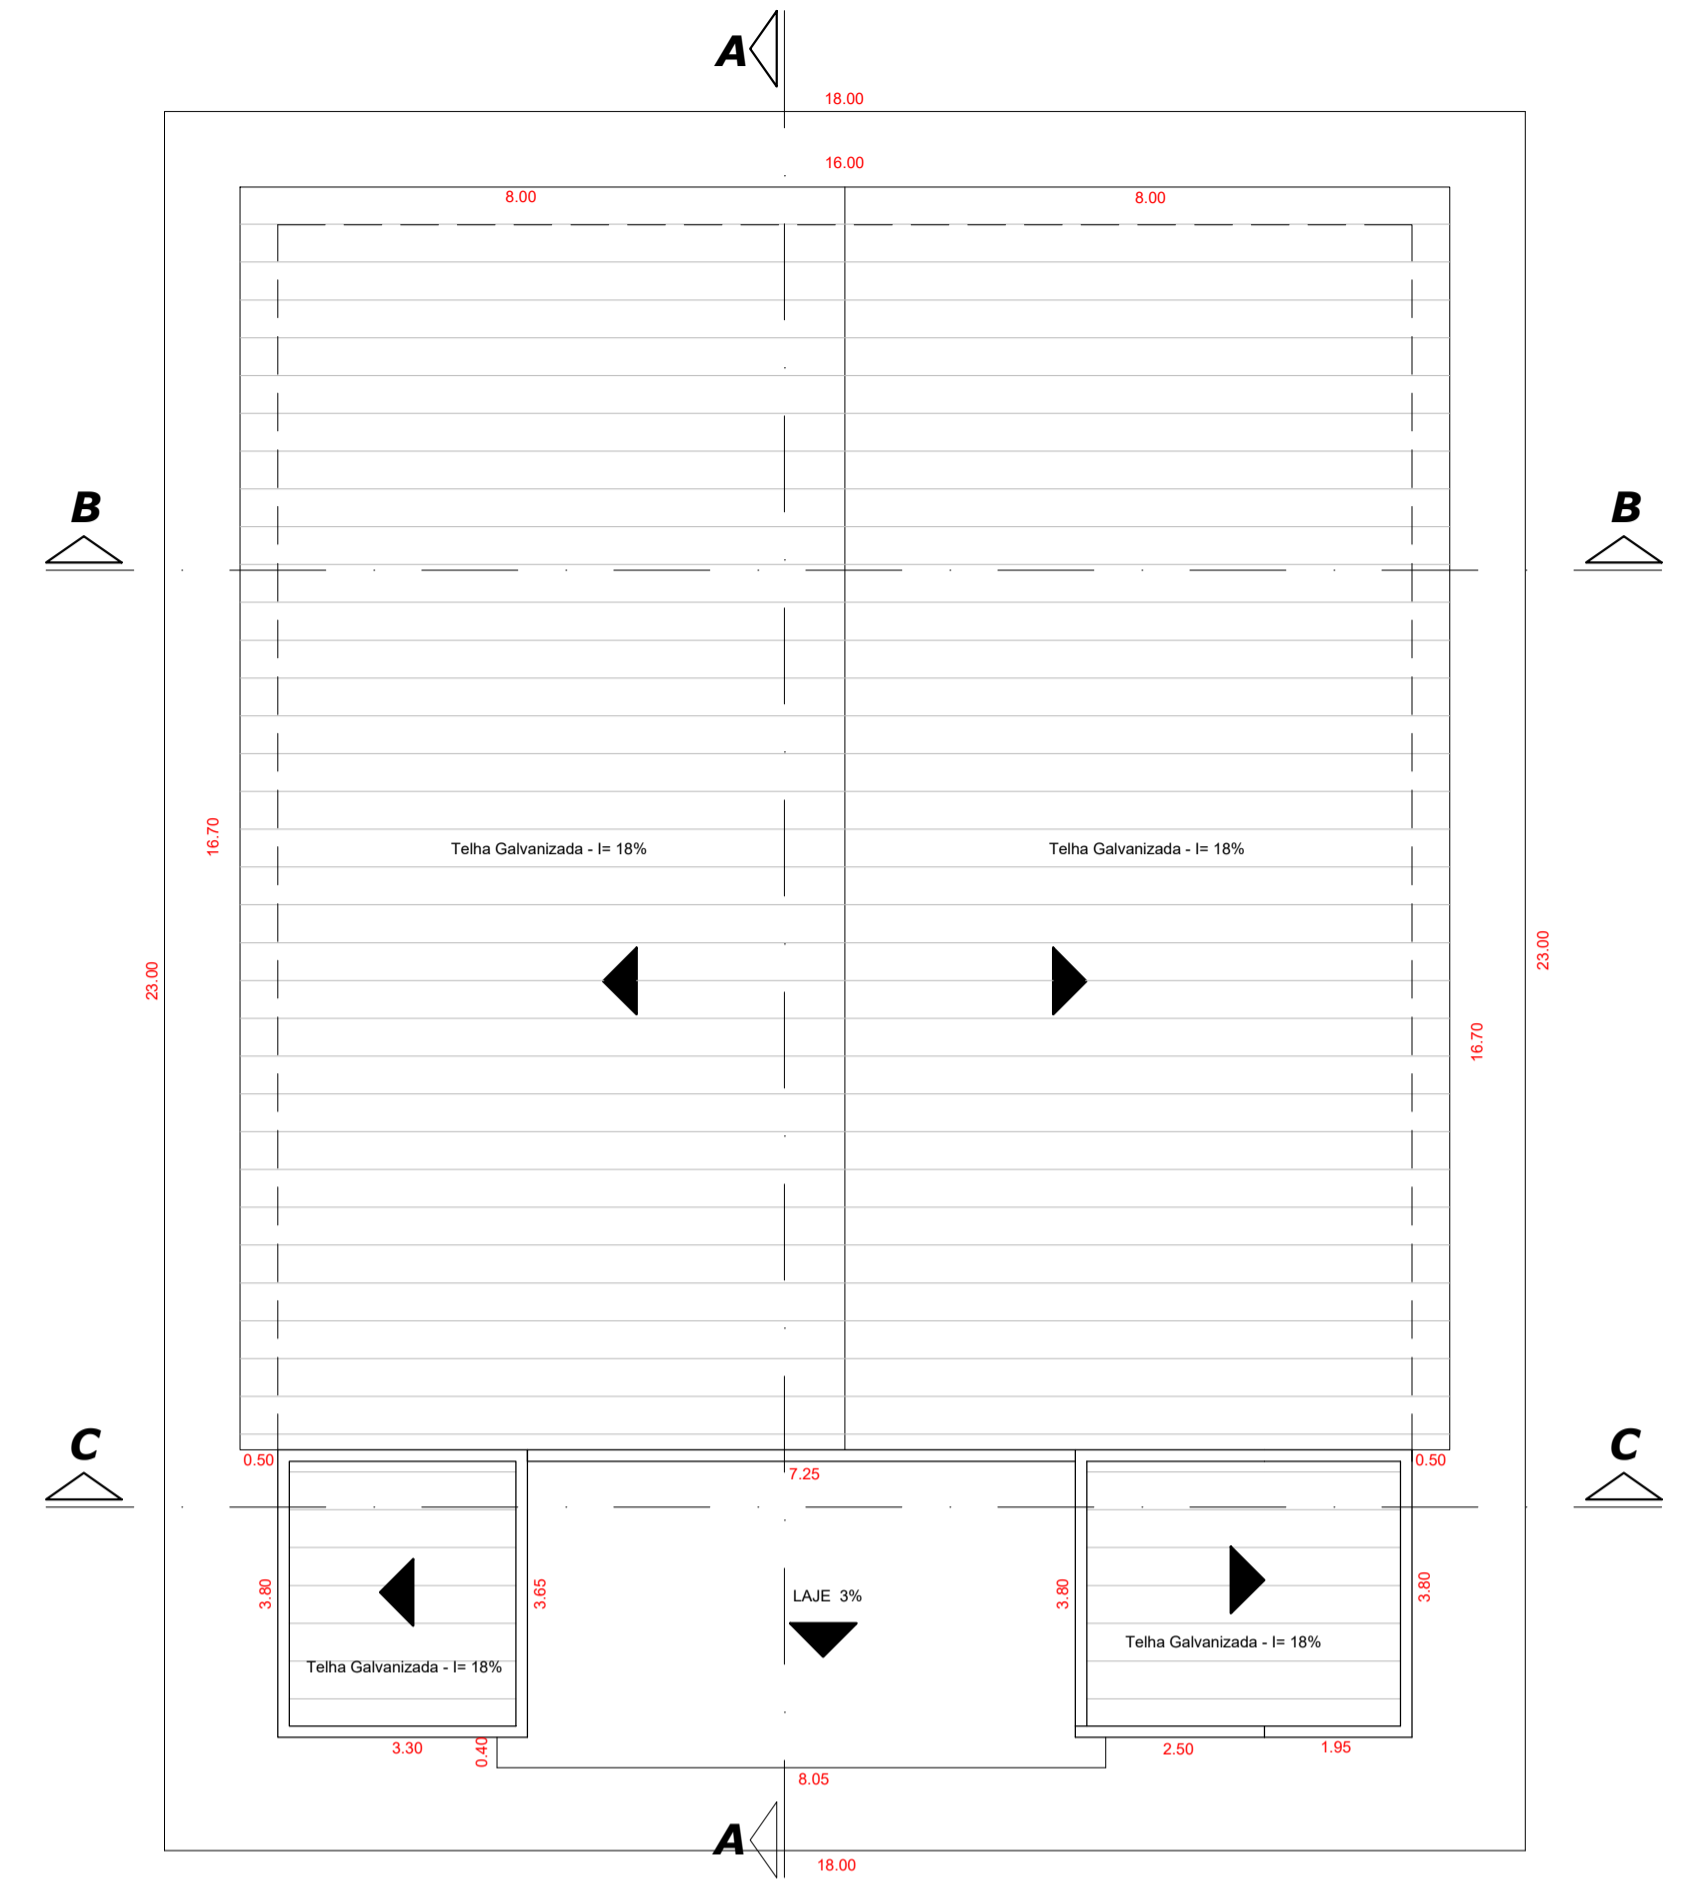 A
18.00
16.00
8.00
8.00
B
B
16.70
Telha Galvanizada - I= 18%
Telha Galvanizada - I= 18%
23.00
23.00
16.70
C
C
0.50
7.25
0.50
3.80
3.65
LAJE  3%
3.80
3.80
Telha Galvanizada - I= 18%
Telha Galvanizada - I= 18%
3.30
0.40
2.50
1.95
8.05
A
18.00